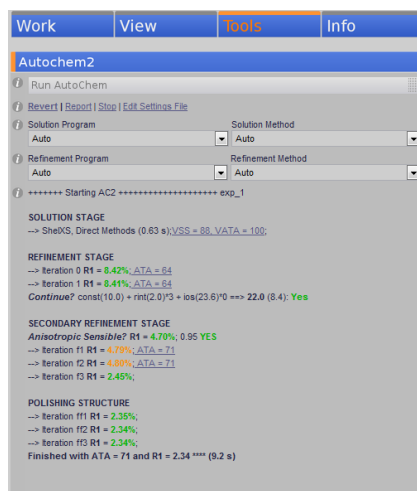 Work View Tools Info
Autochem2
Run AutoChem
Revert | Report | Stop | Edit Settings File
Solution Program Solution Method
Auto Auto
Refinement Program Refinement Method
Auto Auto
+++++++ Starting AC2 ++++++++++++++++++++ exp_1
SOLUTION STAGE
--> ShelXS, Direct Methods (0.63 s);VSS = 88, VATA = 100;
REFINEMENT STAGE
--> Iteration 0 R1 = 8.42%; ATA = 64
--> Iteration 1 R1 = 8.41%; ATA = 64
Continue? const(10.0) + rint(2.0)*3 + ios(23.6)*0 ==> 22.0 (8.4): Yes
SECONDARY REFINEMENT STAGE
Anisotropic Sensible? R1 = 4.70%; 0.95 YES
--> Iteration f1 R1 = 4.79%; ATA = 71
--> Iteration f2 R1 = 4.80%; ATA = 71
--> Iteration f3 R1 = 2.45%;
POLISHING STRUCTURE
--> Iteration ff1 R1 = 2.35%;
--> Iteration ff2 R1 = 2.34%;
--> Iteration ff3 R1 = 2.34%;
Finished with ATA = 71 and R1 = 2.34 **** (9.2 s)